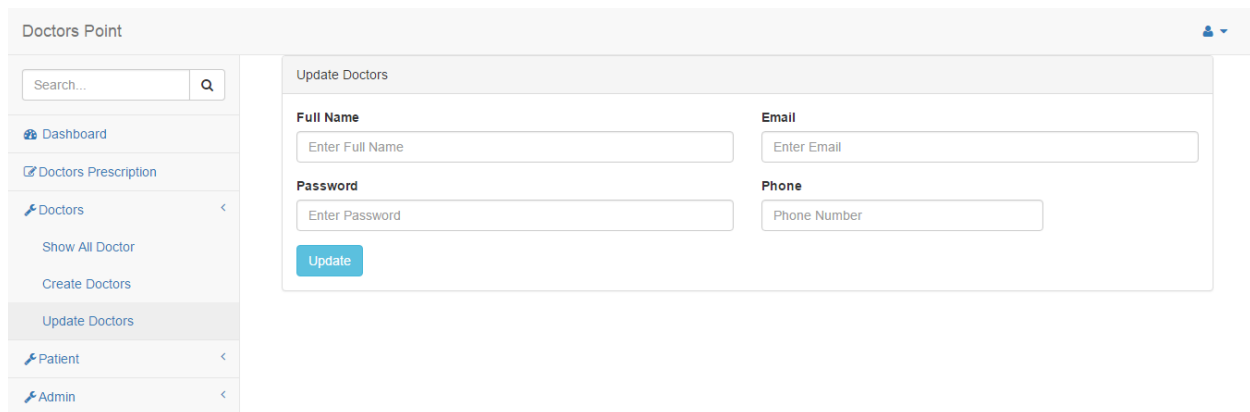 Doctors Point
Search...
Dashboard
Doctors Prescription
Doctors
Show All Doctor
Create Doctors
Update Doctors
Patient
Admin
Update Doctors
Full Name
Enter Full Name
Email
Enter Email
Password
Enter Password
Phone
Phone Number
Update